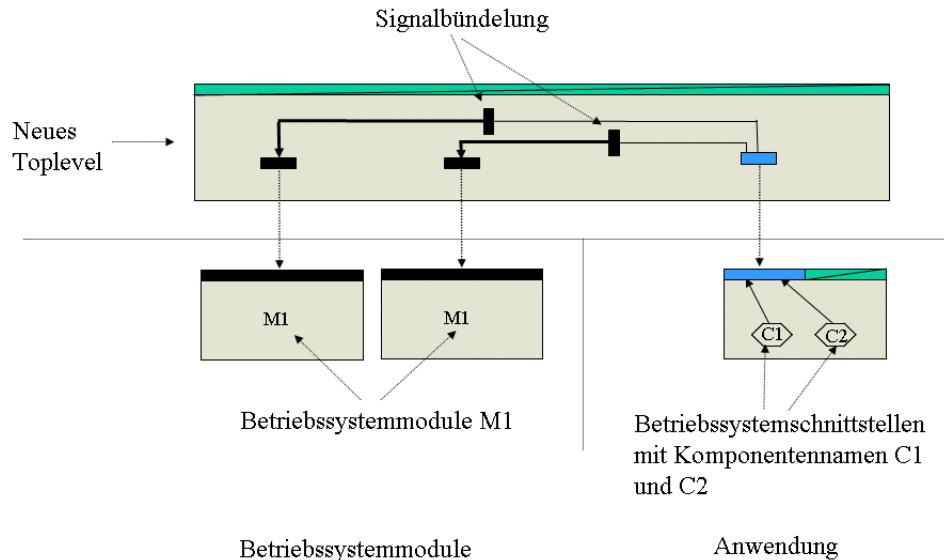 Signalbündelung
Neues
Toplevel
M1
M1
C1
C2
Betriebssystemmodule M1
Betriebssystemschnittstellen
mit Komponentennamen C1
und C2
Betriebssystemmodule
Anwendung